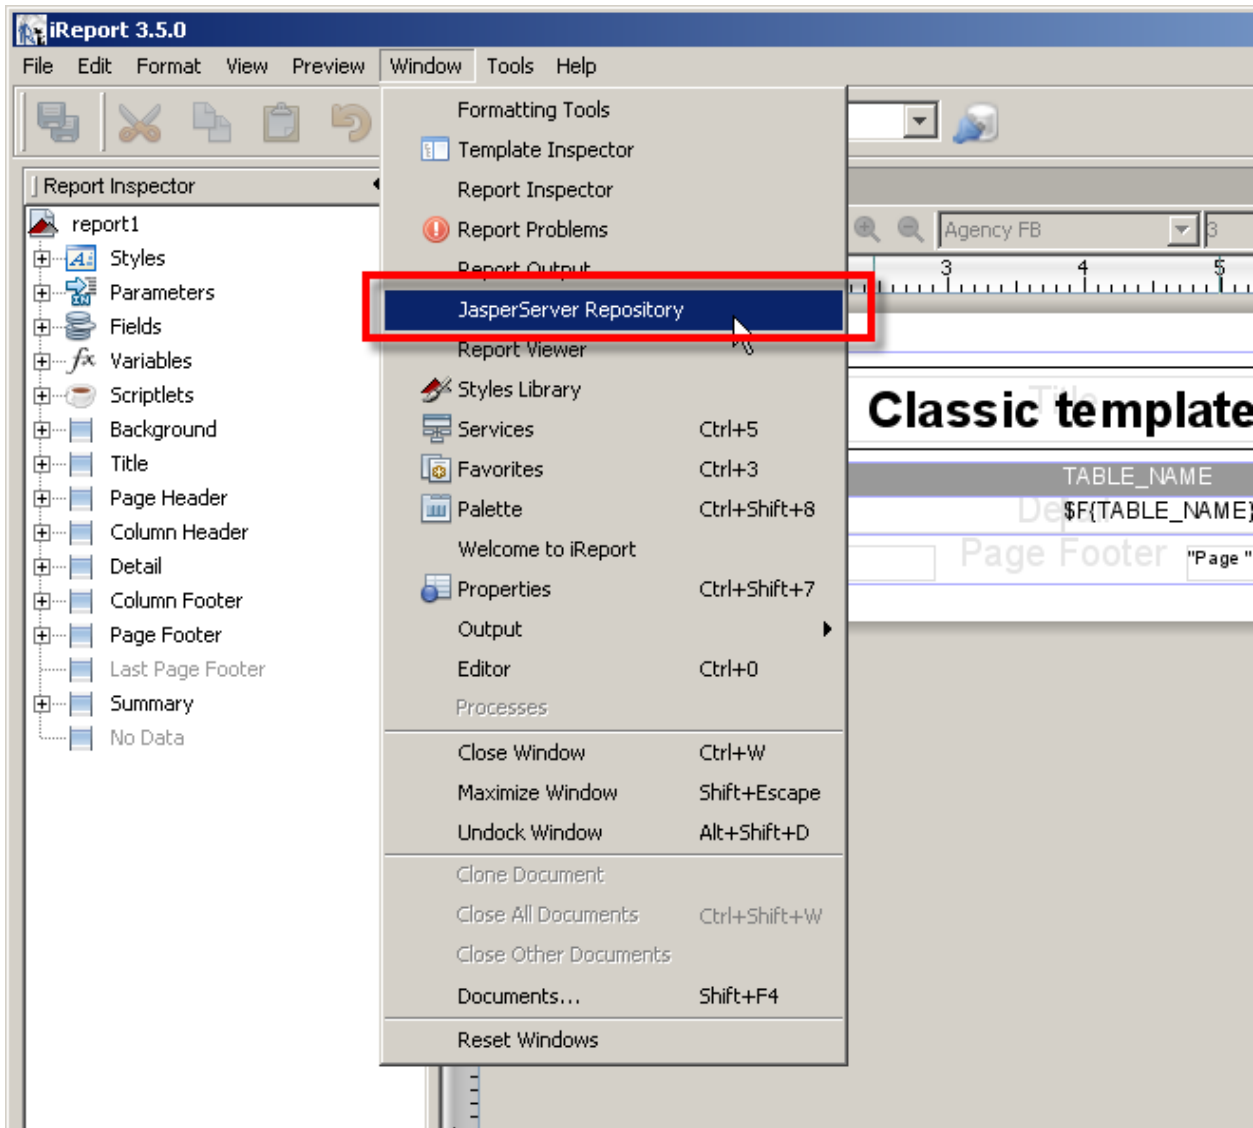 iReport 3.5.0
File Edit Format View Preview Window Tools Help
Report Inspector
report1
Styles
Parameters
Fields
Variables
Scriptlets
Background
Title
Page Header
Column Header
Detail
Column Footer
Page Footer
Last Page Footer
Summary
No Data
Formatting Tools
Template Inspector
Report Inspector
Report Problems
Report Output
JasperServer Repository
Report Viewer
Styles Library
Services Ctrl+5
Favorites Ctrl+3
Palette Ctrl+Shift+8
Welcome to iReport
Properties Ctrl+Shift+7
Output
Editor Ctrl+0
Processes
Close Window Ctrl+W
Maximize Window Shift+Escape
Undock Window Alt+Shift+D
Clone Document
Close All Documents Ctrl+Shift+W
Close Other Documents
Documents... Shift+F4
Reset Windows
Agency FB 3
3 4 5
Title
Classic template
TABLE_NAME
Detail
$F{TABLE_NAME}
Page Footer "Page "